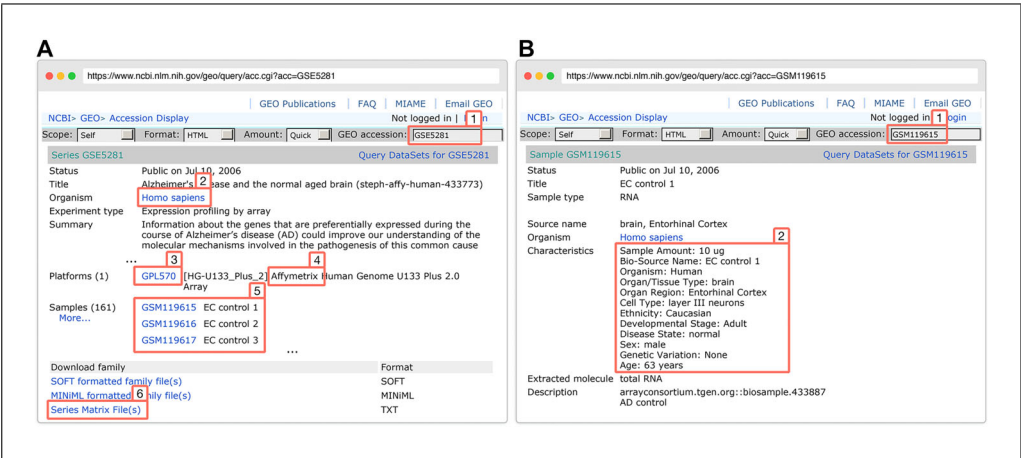 A
https://www.ncbi.nlm.nih.gov/geo/query/acc.cgi?acc=GSE5281
GEO Publications | FAQ | MIAME | Email GEO
NCBI> GEO> Accession Display Not logged in | 1
Scope: Self Format: HTML Amount: Quick GEO accession: GSE5281
Series GSE5281 Query DataSets for GSE5281
Status Public on Jul 10, 2006
Title Alzheimer's and the normal aged brain (steph-affy-human-433773)
2
Organism Homo sapiens
Experiment type Expression profiling by array
Summary Information about the genes that are preferentially expressed during the
course of Alzheimer's disease (AD) could improve our understanding of the
molecular mechanisms involved in the pathogenesis of this common cause
...
3 4
Platforms (1) GPL570 [HG-U133_Plus_2] Affymetrix Human Genome U133 Plus 2.0
Array
5
Samples (161) GSM119615 EC control 1
More...
GSM119616 EC control 2
GSM119617 EC control 3
...
Download family Format
SOFT formatted family file(s) SOFT
MINiML formatted file(s) MINiML
6
Series Matrix File(s) TXT
B
https://www.ncbi.nlm.nih.gov/geo/query/acc.cgi?acc=GSM119615
GEO Publications | FAQ | MIAME | Email GEO
NCBI> GEO> Accession Display Not logged in 1 ogin
Scope: Self Format: HTML Amount: Quick GEO accession: GSM119615
Sample GSM119615 Query DataSets for GSM119615
Status Public on Jul 10, 2006
Title EC control 1
Sample type RNA
Source name brain, Entorhinal Cortex
Organism Homo sapiens
2
Characteristics Sample Amount: 10 ug
Bio-Source Name: EC control 1
Organism: Human
Organ/Tissue Type: brain
Organ Region: Entorhinal Cortex
Cell Type: layer III neurons
Ethnicity: Caucasian
Developmental Stage: Adult
Disease State: normal
Sex: male
Genetic Variation: None
Age: 63 years
Extracted molecule total RNA
Description arrayconsortium.tgen.org::biosample.433887
AD control